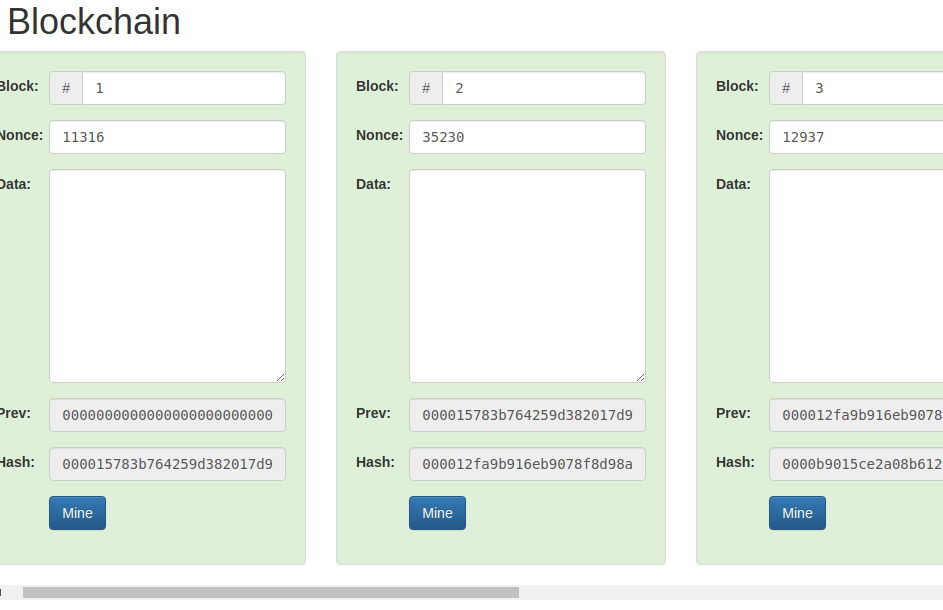 Blockchain
Block: # 1
Nonce: 11316
Data:
Prev: 0000000000000000000000000
Hash: 000015783b764259d382017d9
Mine
Block: # 2
Nonce: 35230
Data:
Prev: 000015783b764259d382017d9
Hash: 000012fa9b916eb9078f8d98a
Mine
Block: # 3
Nonce: 12937
Data:
Prev: 000012fa9b916eb9078
Hash: 0000b9015ce2a08b612
Mine